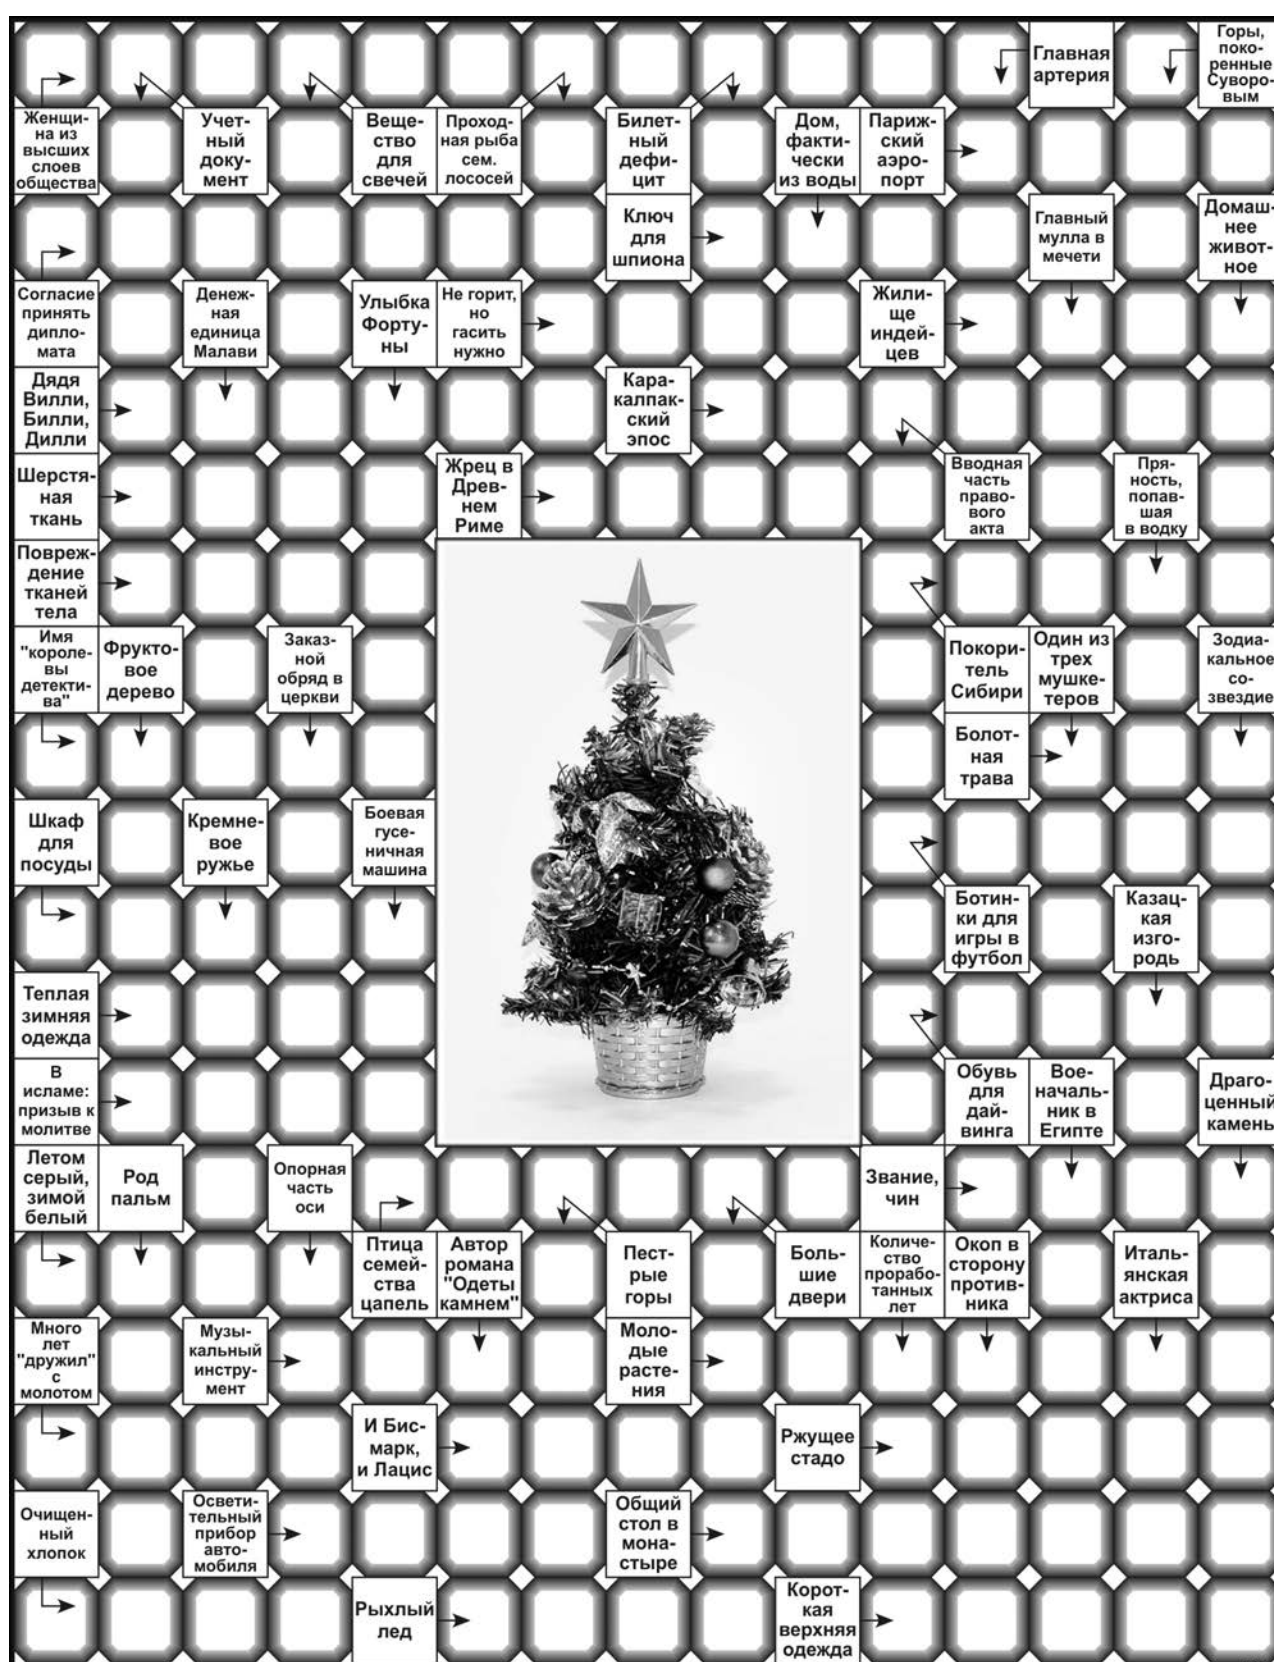 Главная
артерия
Горы,
поко-
ренные
Суворо-
вым
Женщи-
на из
высших
слоев
общества
Учет-
ный
доку-
мент
Веще-
ство
для
свечей
Проход-
ная рыба
сем.
лососей
Билет-
ный
дефи-
цит
Дом,
факти-
чески
из воды
Париж-
ский
аэро-
порт
Ключ
для
шпиона
Главный
мулла в
мечети
Домаш-
нее
живот-
ное
Согласие
принять
дипло-
мата
Денеж-
ная
единица
Малави
Улыбка
Форту-
ны
Не горит,
но
гасить
нужно
Жили-
ще
индей-
цев
Дядя
Вилли,
Билли,
Дилли
Кара-
калпак-
ский
эпос
Шерстя-
ная
ткань
Жрец в
Древ-
нем
Риме
Вводная
часть
право-
вого
акта
Пря-
ность,
попав-
шая
в водку
Повреж-
дение
тканей
тела
Имя
"короле-
вы
детекти-
ва"
Фрукто-
вое
дерево
Заказ-
ной
обряд в
церкви
Покори-
тель
Сибири
Один из
трех
мушке-
теров
Зодиа-
кальное
со-
звездие
Болот-
ная
трава
Шкаф
для
посуды
Кремне-
вое
ружье
Боевая
гусе-
ничная
машина
Ботин-
ки для
игры в
футбол
Казац-
кая
изго-
родь
Теплая
зимняя
одежда
В
исламе:
призыв к
молитве
Обувь
для
дай-
винга
Вое-
началь-
ник в
Египте
Драго-
ценный
камень
Летом
серый,
зимой
белый
Род
пальм
Опорная
часть
оси
Звание,
чин
Птица
семей-
ства
цапель
Автор
романа
"Одеты
камнем"
Пест-
рые
горы
Боль-
шие
двери
Количе-
ство
прорабо-
танных
лет
Окоп в
сторону
против-
ника
Италь-
янская
актриса
Много
лет
"дружил"
с
молотом
Музы-
кальный
инстру-
мент
Моло-
дые
расте-
ния
И Бис-
марк,
и Лацис
Ржущее
стадо
Очищен-
ный
хлопок
Освети-
тельный
прибор
авто-
мобиля
Общий
стол в
мона-
стыре
Рыхлый
лед
Корот-
кая
верхняя
одежда